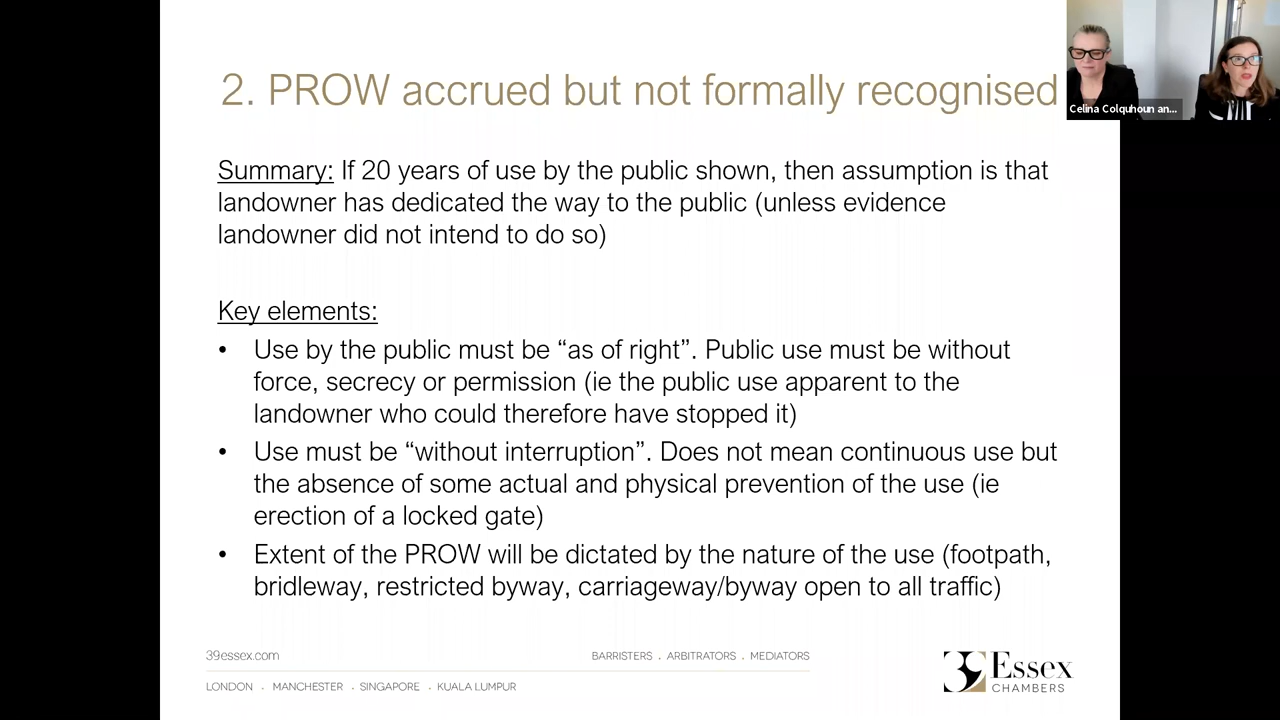 2. PROW accrued but not formally recognised
Celina Colquhoun an...
Summary: If 20 years of use by the public shown, then assumption is that
landowner has dedicated the way to the public (unless evidence
landowner did not intend to do so)
Key elements:
• Use by the public must be “as of right”. Public use must be without
force, secrecy or permission (ie the public use apparent to the
landowner who could therefore have stopped it)
• Use must be “without interruption”. Does not mean continuous use but
the absence of some actual and physical prevention of the use (ie
erection of a locked gate)
• Extent of the PROW will be dictated by the nature of the use (footpath,
bridleway, restricted byway, carriageway/byway open to all traffic)
39essex.com
BARRISTERS . ARBITRATORS . MEDIATORS
LONDON . MANCHESTER . SINGAPORE . KUALA LUMPUR
39 Essex
CHAMBERS